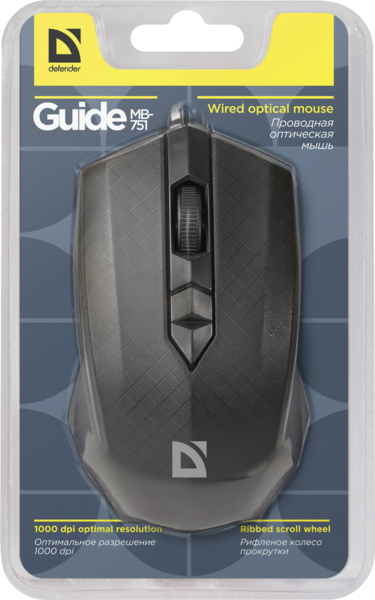 defender
Guide MB-
751
Wired optical mouse
Проводная
оптическая
мышь
1000 dpi optimal resolution
Оптимальное разрешение
1000 dpi
Ribbed scroll wheel
Рифленое колесо
прокрутки